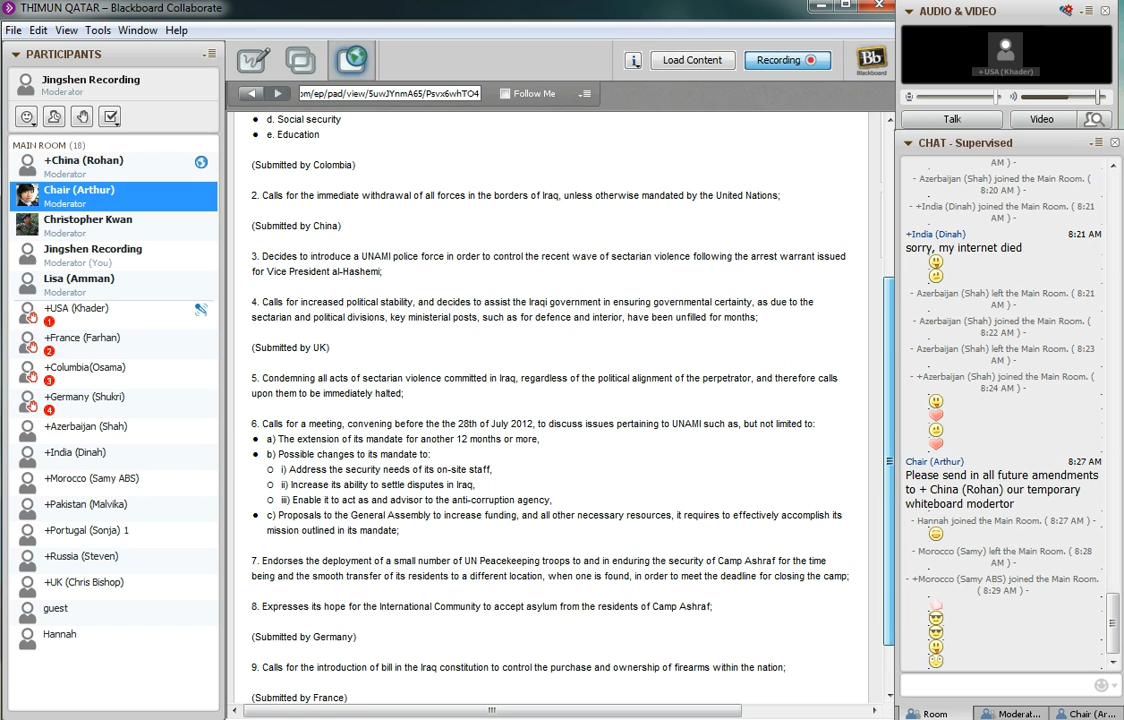 THIMUN QATAR – Blackboard Collaborate
File Edit View Tools Window Help
PARTICIPANTS
Jingshen Recording
Moderator
MAIN ROOM (18)
+China (Rohan)
Moderator
Chair (Arthur)
Moderator
Christopher Kwan
Moderator
Jingshen Recording
Moderator (You)
Lisa (Amman)
Moderator
+USA (Khader)
1
+France (Farhan)
2
+Columbia(Osama)
3
+Germany (Shukri)
4
+Azerbaijan (Shah)
+India (Dinah)
+Morocco (Samy ABS)
+Pakistan (Malvika)
+Portugal (Sonja) 1
+Russia (Steven)
+UK (Chris Bishop)
guest
Hannah
Load Content
Recording
Bb
Blackboard
om/ep/pad/view/5uwJYnmA65/Psvx6whTO4
Follow Me
d. Social security
e. Education
(Submitted by Colombia)
2. Calls for the immediate withdrawal of all forces in the borders of Iraq, unless otherwise mandated by the United Nations;
(Submitted by China)
3. Decides to introduce a UNAMI police force in order to control the recent wave of sectarian violence following the arrest warrant issued
for Vice President al-Hashemi;
4. Calls for increased political stability, and decides to assist the Iraqi government in ensuring governmental certainty, as due to the
sectarian and political divisions, key ministerial posts, such as for defence and interior, have been unfilled for months;
(Submitted by UK)
5. Condemning all acts of sectarian violence committed in Iraq, regardless of the political alignment of the perpetrator, and therefore calls
upon them to be immediately halted;
6. Calls for a meeting, convening before the the 28th of July 2012, to discuss issues pertaining to UNAMI such as, but not limited to:
a) The extension of its mandate for another 12 months or more,
b) Possible changes to its mandate to:
i) Address the security needs of its on-site staff,
ii) Increase its ability to settle disputes in Iraq,
iii) Enable it to act as and advisor to the anti-corruption agency,
c) Proposals to the General Assembly to increase funding, and all other necessary resources, it requires to effectively accomplish its
mission outlined in its mandate;
7. Endorses the deployment of a small number of UN Peacekeeping troops to and in enduring the security of Camp Ashraf for the time
being and the smooth transfer of its residents to a different location, when one is found, in order to meet the deadline for closing the camp;
8. Expresses its hope for the International Community to accept asylum from the residents of Camp Ashraf;
(Submitted by Germany)
9. Calls for the introduction of bill in the Iraq constitution to control the purchase and ownership of firearms within the nation;
(Submitted by France)
AUDIO & VIDEO
+USA (Khader)
Talk
Video
CHAT - Supervised
AM ) -
- Azerbaijan (Shah) joined the Main Room. (
8:20 AM ) -
- +India (Dinah) joined the Main Room. ( 8:21
AM ) -
+India (Dinah) 8:21 AM
sorry, my internet died
- Azerbaijan (Shah) left the Main Room. ( 8:21
AM ) -
- Azerbaijan (Shah) joined the Main Room. (
8:22 AM ) -
- Azerbaijan (Shah) left the Main Room. ( 8:23
AM ) -
- +Azerbaijan (Shah) joined the Main Room. (
8:24 AM ) -
Chair (Arthur) 8:27 AM
Please send in all future amendments
to + China (Rohan) our temporary
whiteboard modertor
- Hannah joined the Main Room. ( 8:27 AM ) -
- Morocco (Samy) left the Main Room. ( 8:28
AM ) -
- +Morocco (Samy ABS) joined the Main Room.
( 8:29 AM ) -
Room
Moderat...
Chair (Ar...